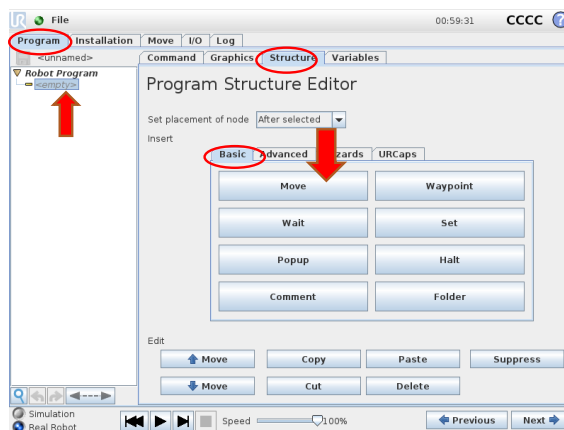 UR File 00:59:31 CCCC ?
Program Installation Move I/O Log
<unnamed> Command Graphics Structure Variables
Robot Program
<empty>
Program Structure Editor
Set placement of node After selected
Insert
Basic Advanced zards URCaps
Move Waypoint
Wait Set
Popup Halt
Comment Folder
Edit
Move Copy Paste Suppress
Move Cut Delete
Simulation
Real Robot Speed 100% Previous Next